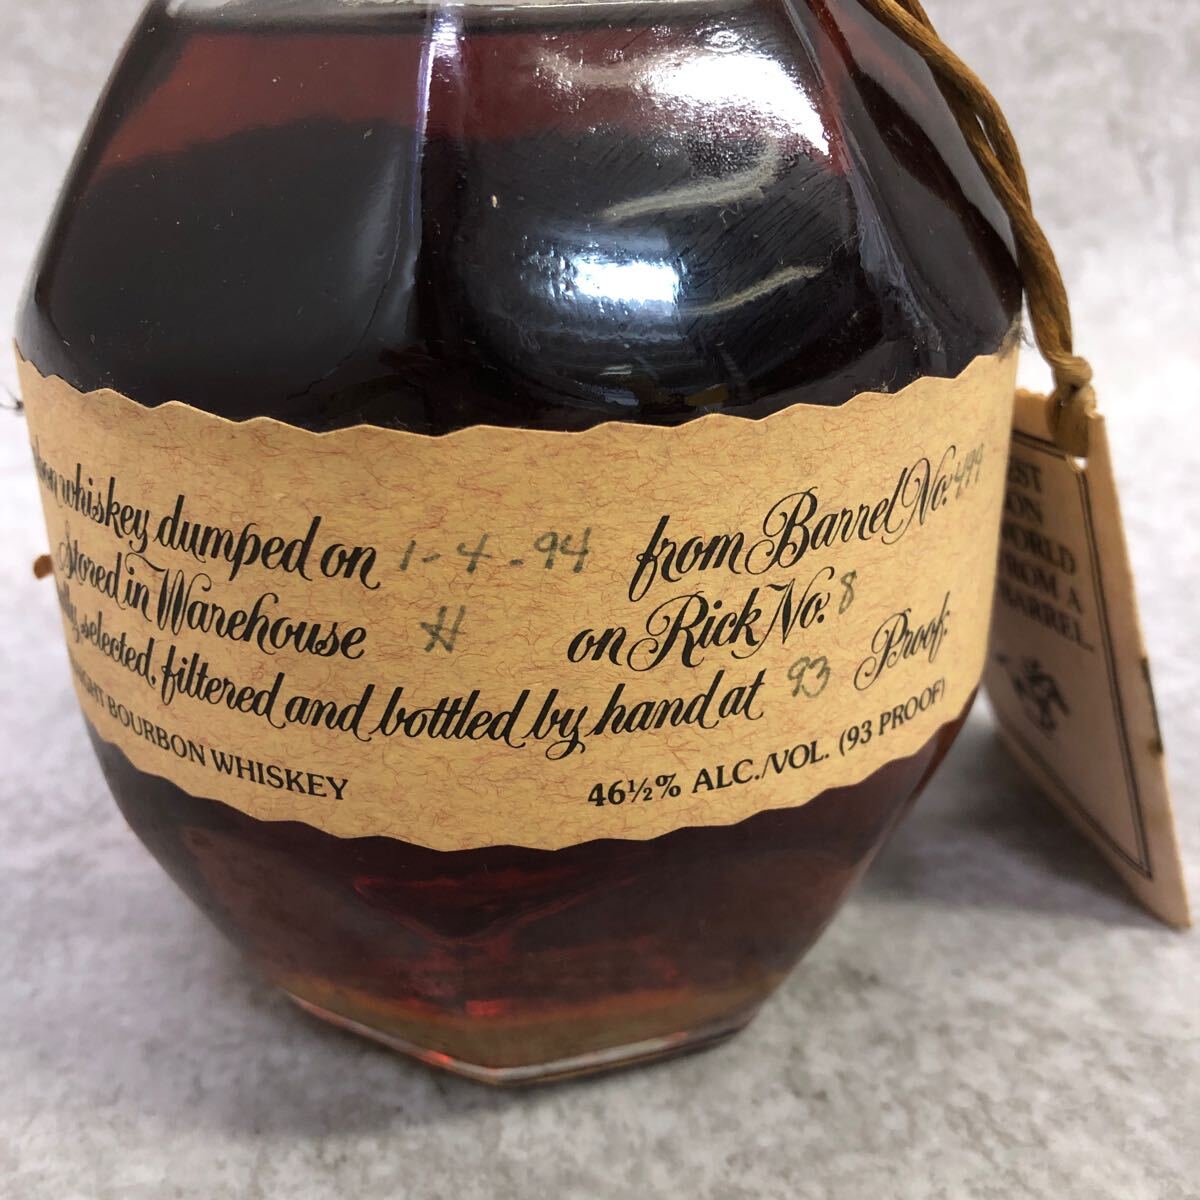 whiskey dumped on 1-4-94 from Barrel No. 499
Stored in Warehouse H on Rick No. 8
selected, filtered and bottled by hand at 93 Proof.
BOURBON WHISKEY 46½% ALC./VOL. (93 PROOF)
A
BARREL.